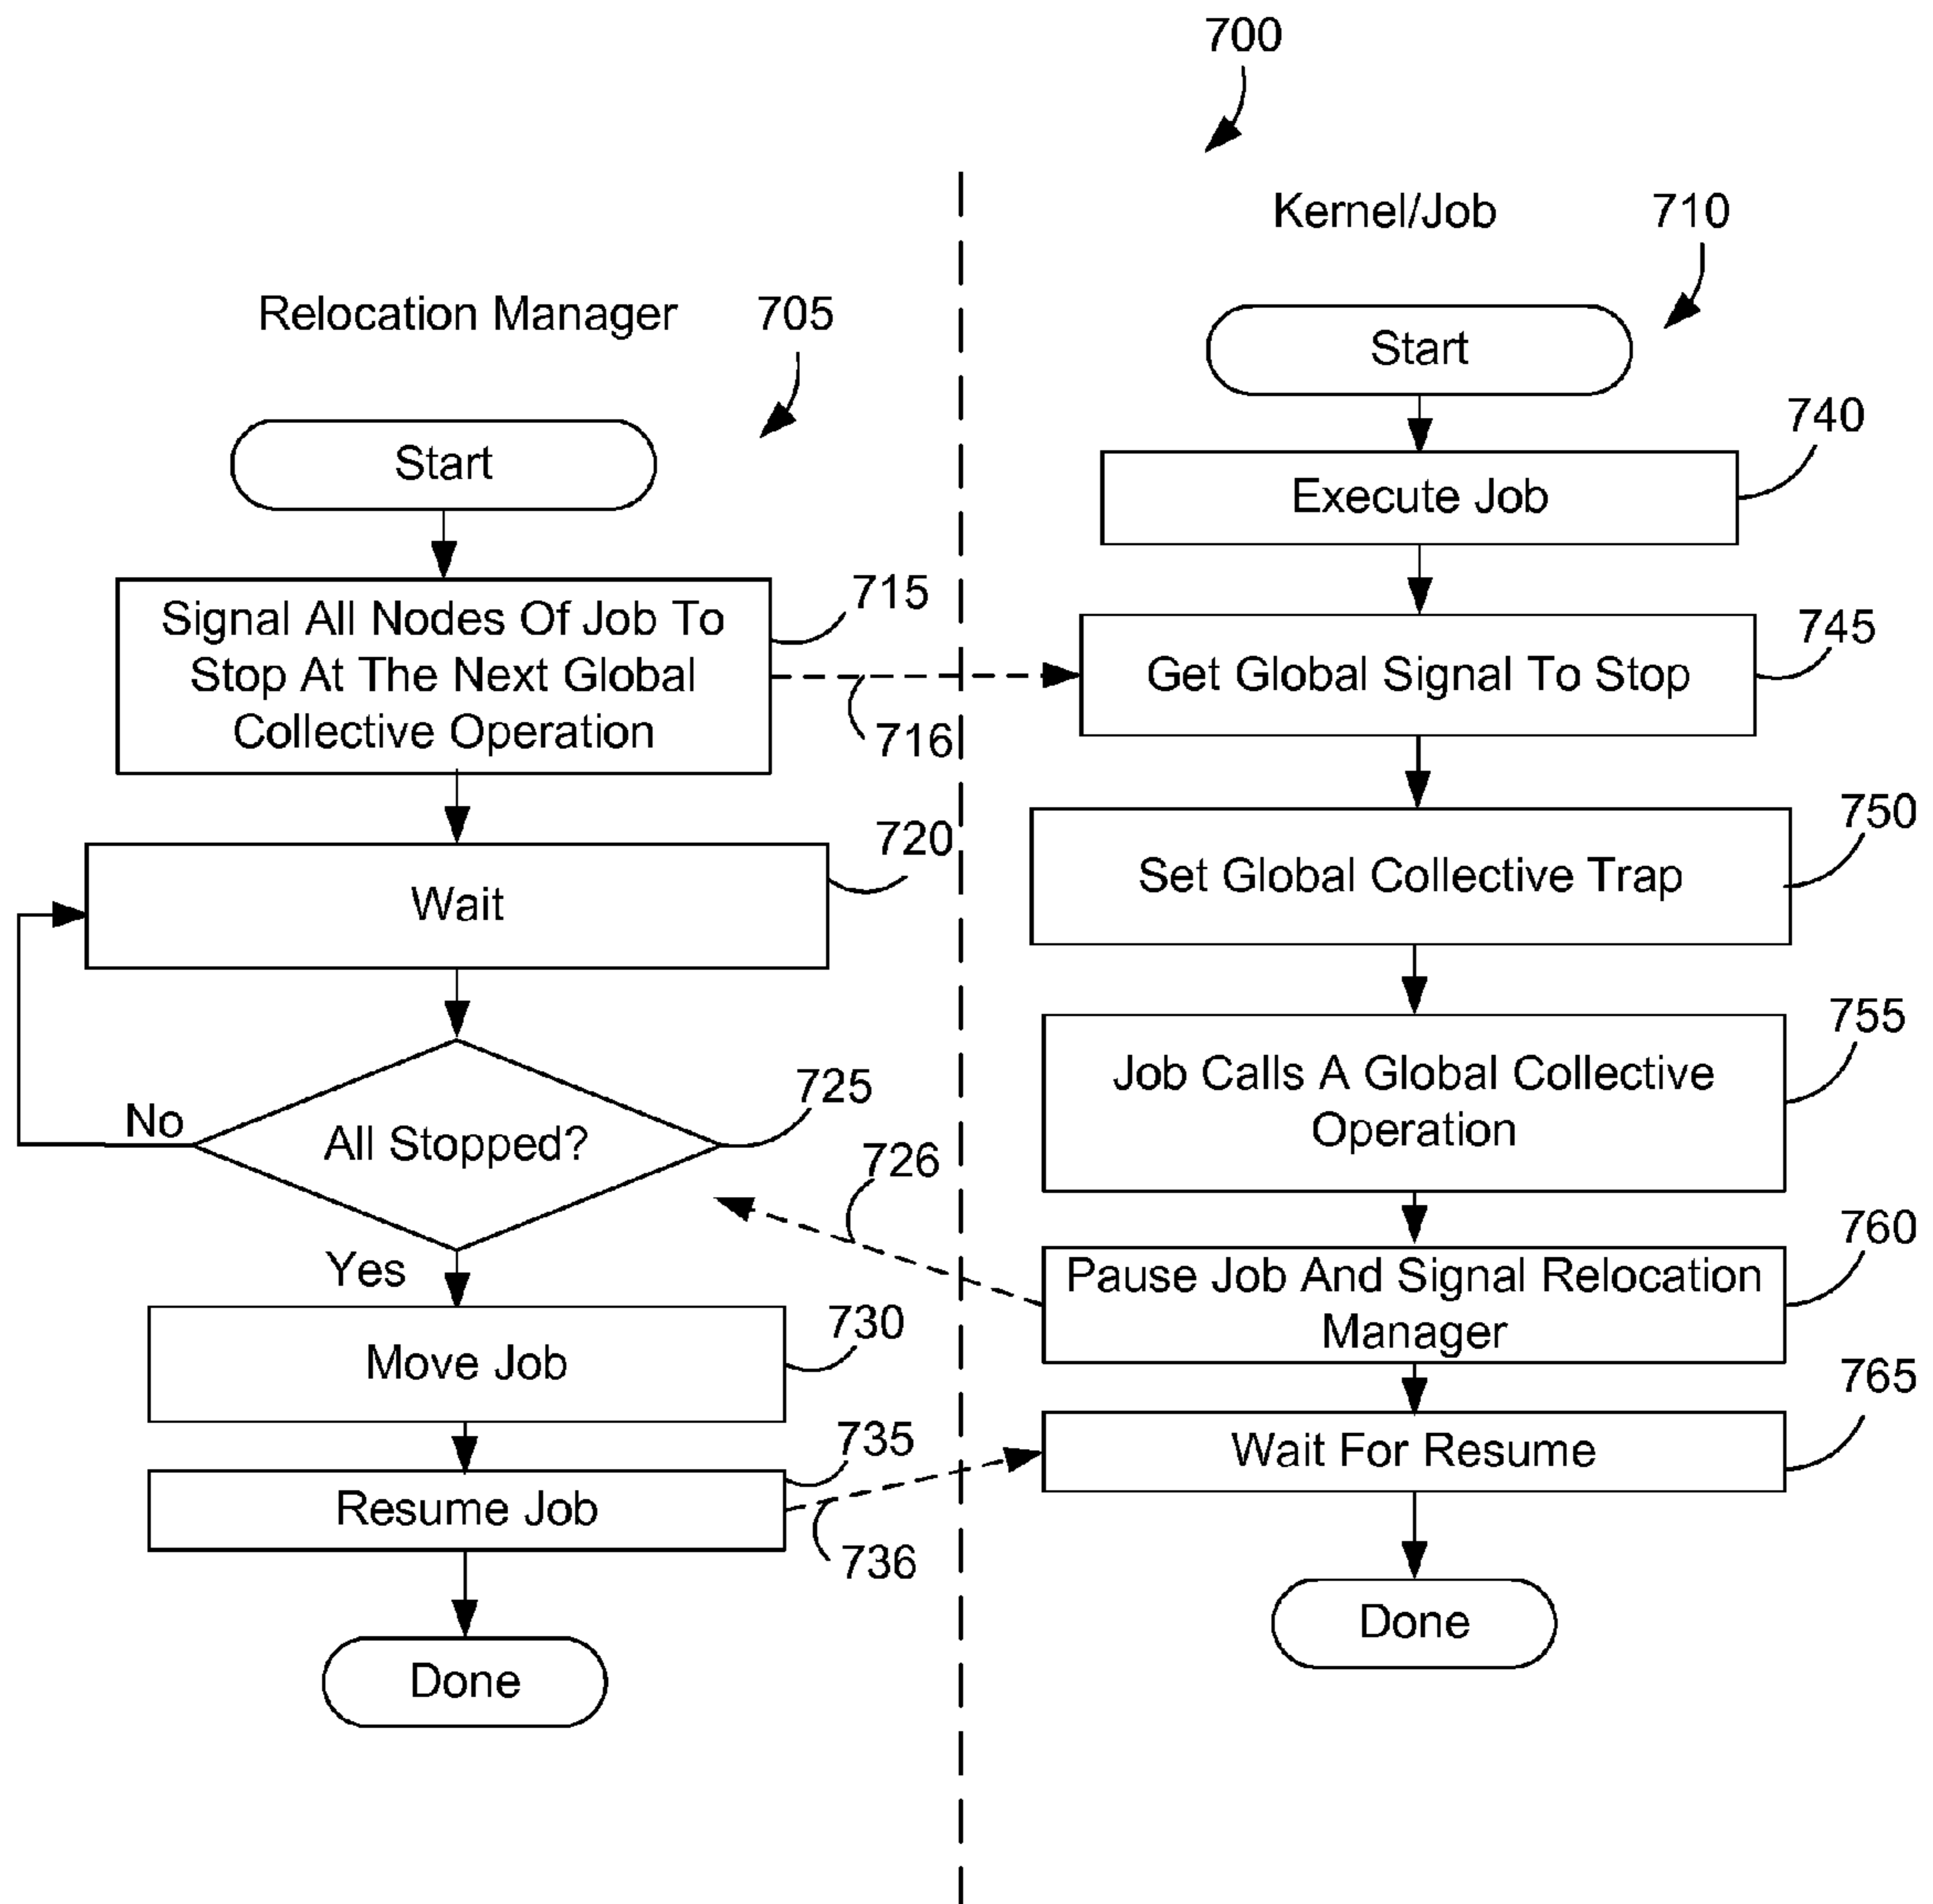 700
Kernel/Job
710
Relocation Manager
705
Start
Start
740
Execute Job
715
Signal All Nodes Of Job To
Stop At The Next Global
Collective Operation
716
745
Get Global Signal To Stop
720
Wait
750
Set Global Collective Trap
755
Job Calls A Global Collective
Operation
725
All Stopped?
No
Yes
726
760
Pause Job And Signal Relocation
Manager
730
Move Job
765
Wait For Resume
735
Resume Job
736
Done
Done